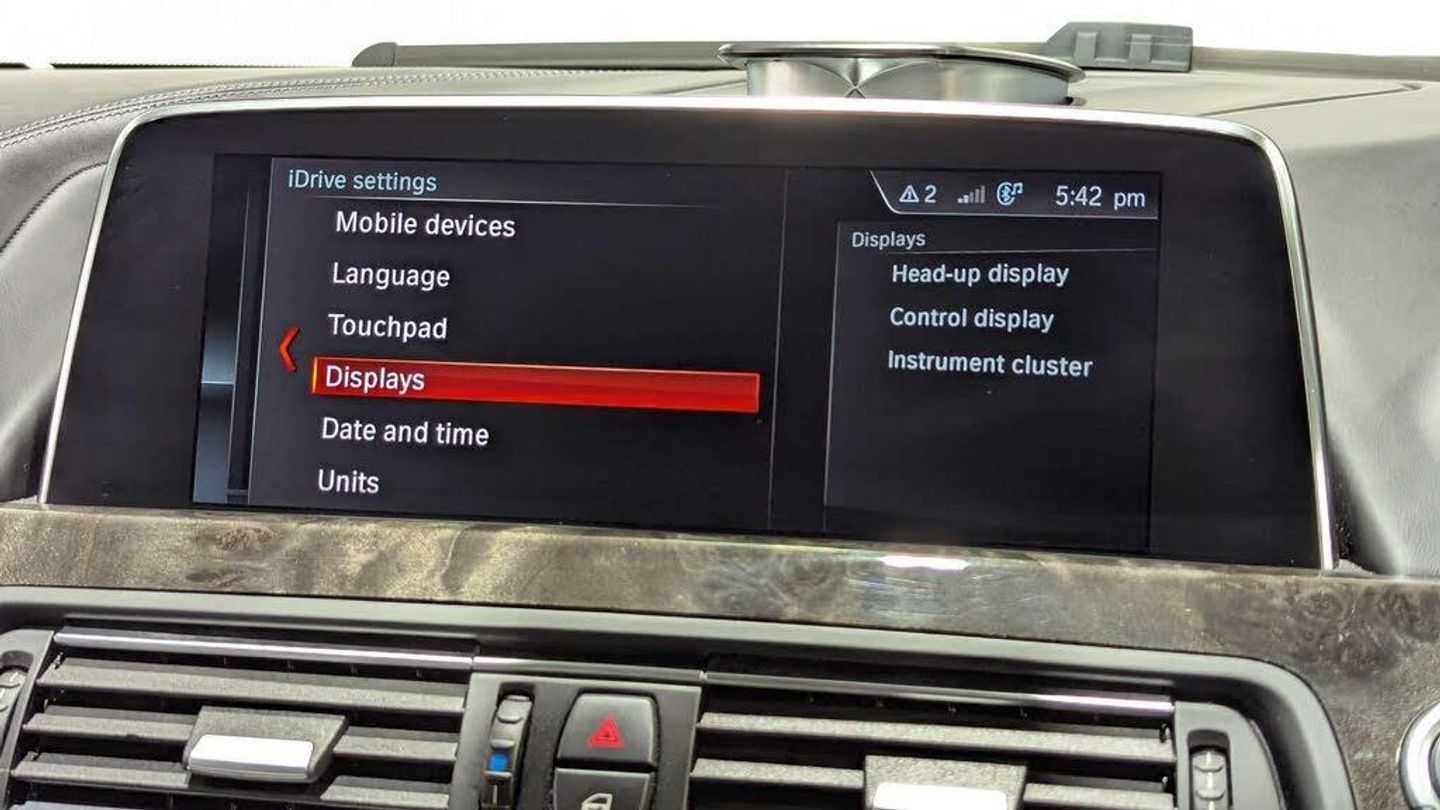 iDrive settings
Mobile devices
Language
Touchpad
Displays
Date and time
Units
2
5:42 pm
Displays
Head-up display
Control display
Instrument cluster